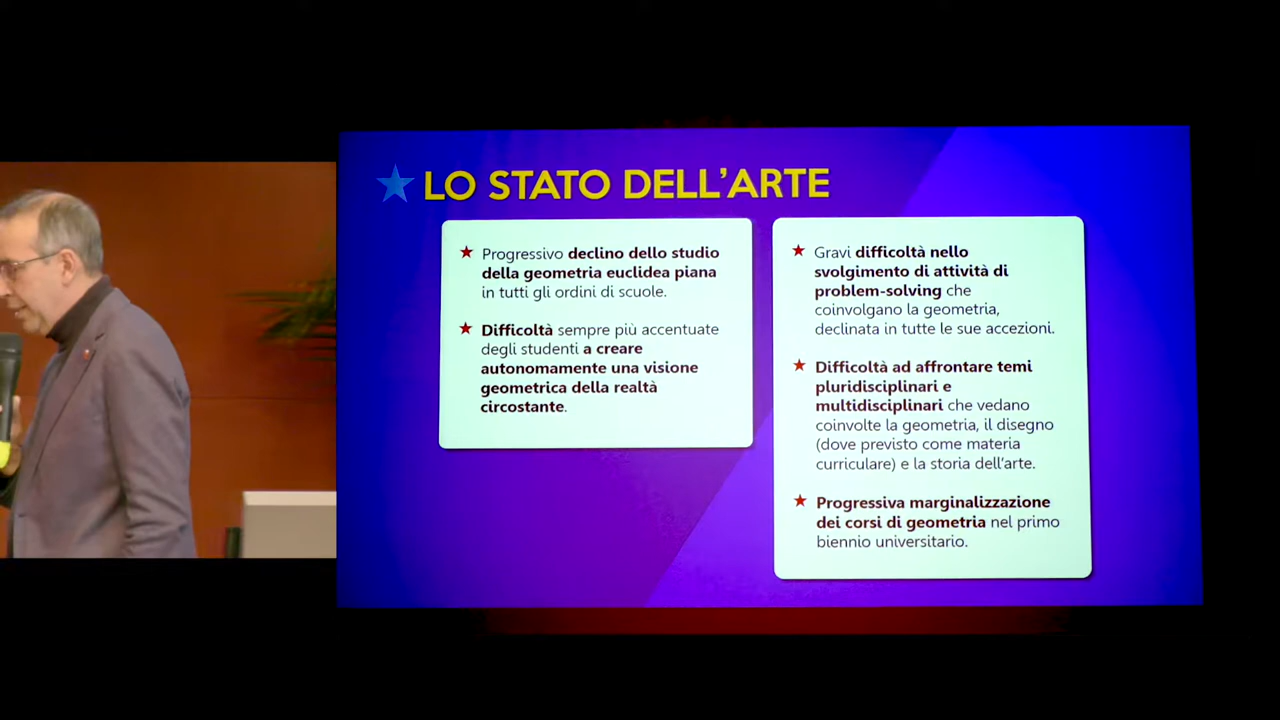 LO STATO DELL'ARTE
Progressivo declino dello studio
della geometria euclidea piana
in tutti gli ordini di scuole.
Difficoltà sempre più accentuate
degli studenti a creare
autonomamente una visione
geometrica della realtà
circostante.
Gravi difficoltà nello
svolgimento di attività di
problem-solving che
coinvolgano la geometria,
declinata in tutte le sue accezioni.
Difficoltà ad affrontare temi
pluridisciplinari e
multidisciplinari che vedano
coinvolte la geometria, il disegno
(dove previsto come materia
curriculare) e la storia dell'arte.
Progressiva marginalizzazione
dei corsi di geometria nel primo
biennio universitario.